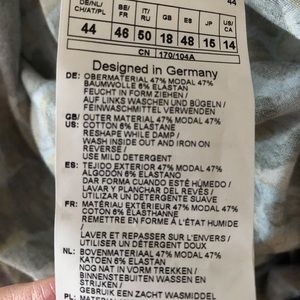 44
DE/NL/ CH/AT/PL BE/ FR IT/ RU GB ES JP US/ CA
44 46 50 18 48 15 14
CN 170/104A
Designed in Germany
DE: OBERMATERIAL 47% MODAL 47%
BAUMWOLLE 6% ELASTAN
FEUCHT IN FORM ZIEHEN /
AUF LINKS WASCHEN UND BÜGELN /
FEINWASCHMITTEL VERWENDEN
GB/ OUTER MATERIAL 47% MODAL 47%
US: COTTON 6% ELASTANE
RESHAPE WHILE DAMP /
WASH INSIDE OUT AND IRON ON
REVERSE /
USE MILD DETERGENT
ES: TEJIDO EXTERIOR 47% MODAL 47%
ALGODÓN 6% ELASTANO
DAR FORMA CUANDO ESTÉ HÚMEDO /
LAVAR Y PLANCHAR DEL REVÉS /
UTILIZAR DETERGENTE SUAVE
FR: MATÉRIAU EXTÉRIEUR 47% MODAL 47%
COTON 6% ÉLASTHANNE
REMETTRE EN FORME À L'ÉTAT HUMIDE
/
LAVER ET REPASSER SUR L'ENVERS /
UTILISER UN DÉTERGENT DOUX
NL: BOVENMATERIAAL 47% MODAL 47%
KATOEN 6% ELASTAN
NOG NAT IN VORM TREKKEN /
BINNENSTEBUITEN WASSEN EN
STRIJKEN /
GEBRUIK EEN ZACHT WASMIDDEL
PL: